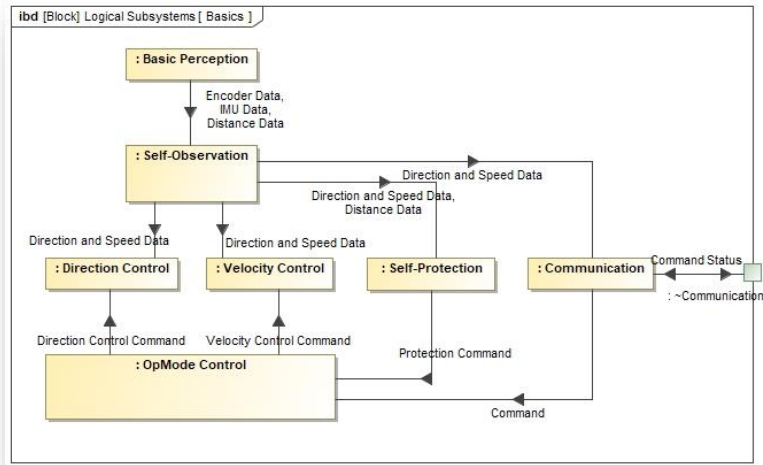 ibd [Block] Logical Subsystems [ Basics ]
: Basic Perception
Encoder Data,
IMU Data,
Distance Data
: Self-Observation
Direction and Speed Data
Direction and Speed Data,
Distance Data
Direction and Speed Data
Direction and Speed Data
: Direction Control
: Velocity Control
: Self-Protection
: Communication
Command Status
: ~Communication
Direction Control Command
Velocity Control Command
Protection Command
: OpMode Control
Command